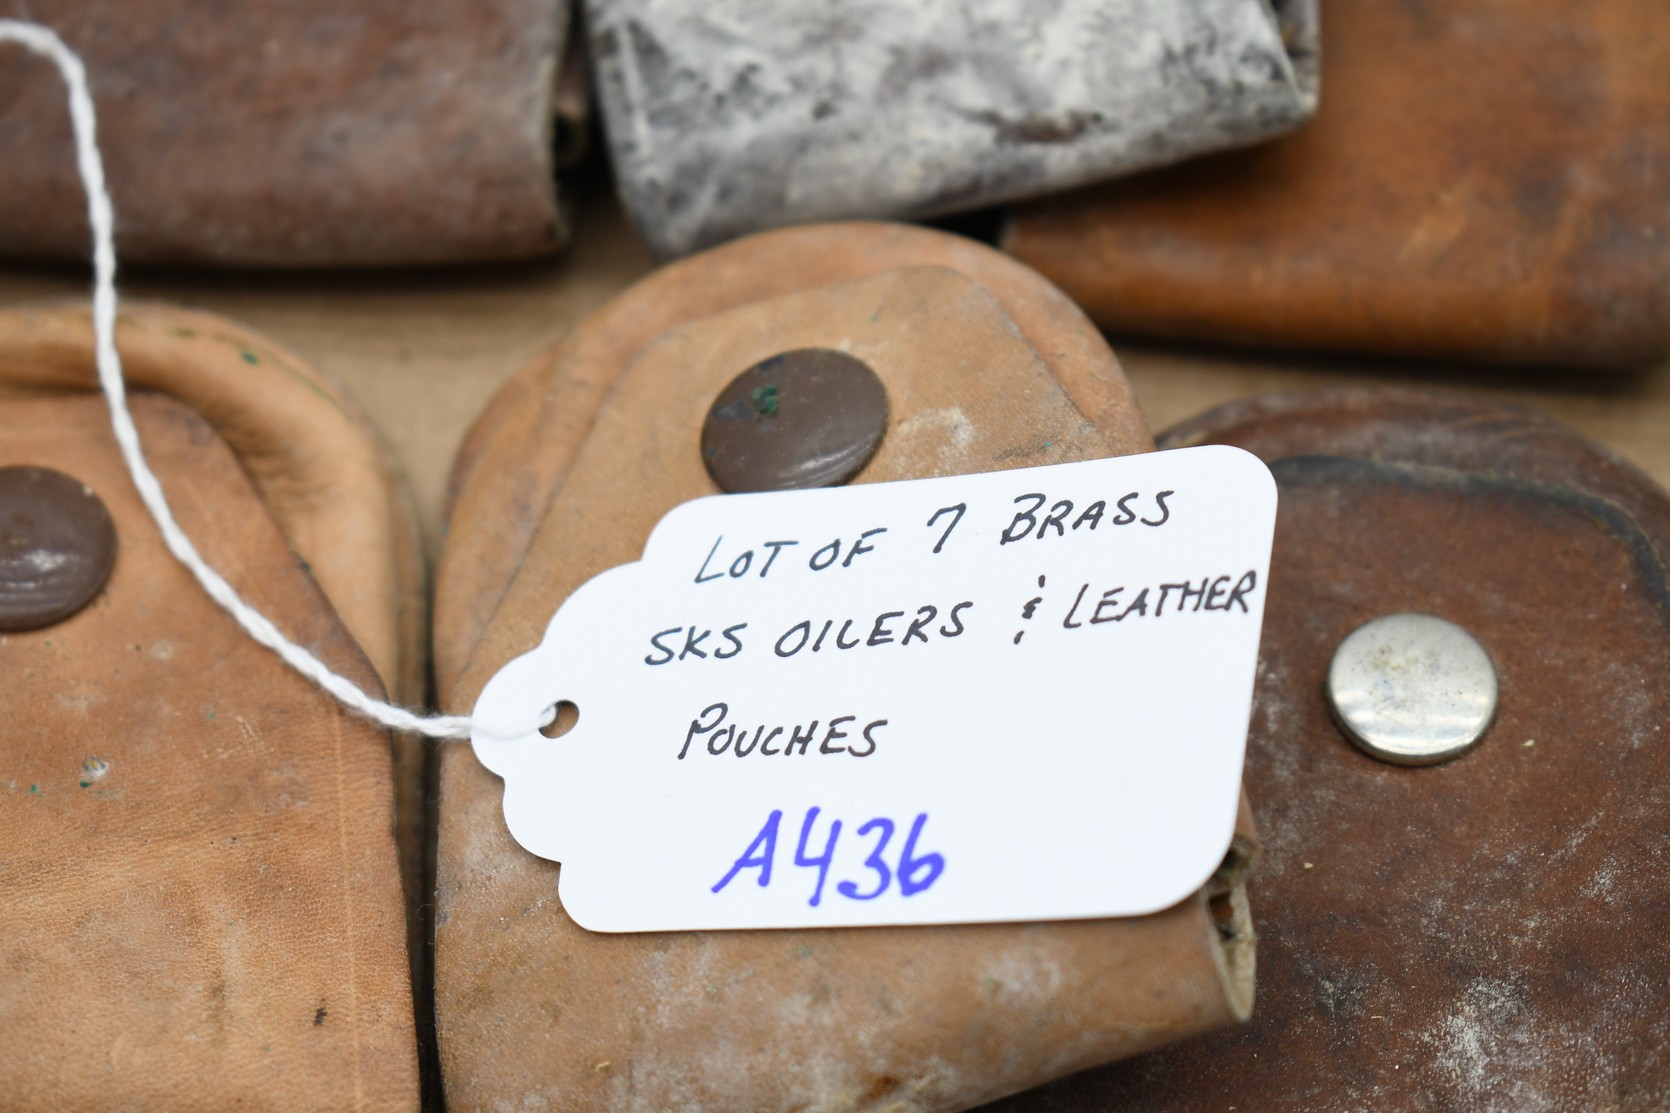 LOT OF 7 BRASS
SKS OILERS & LEATHER
POUCHES
A436